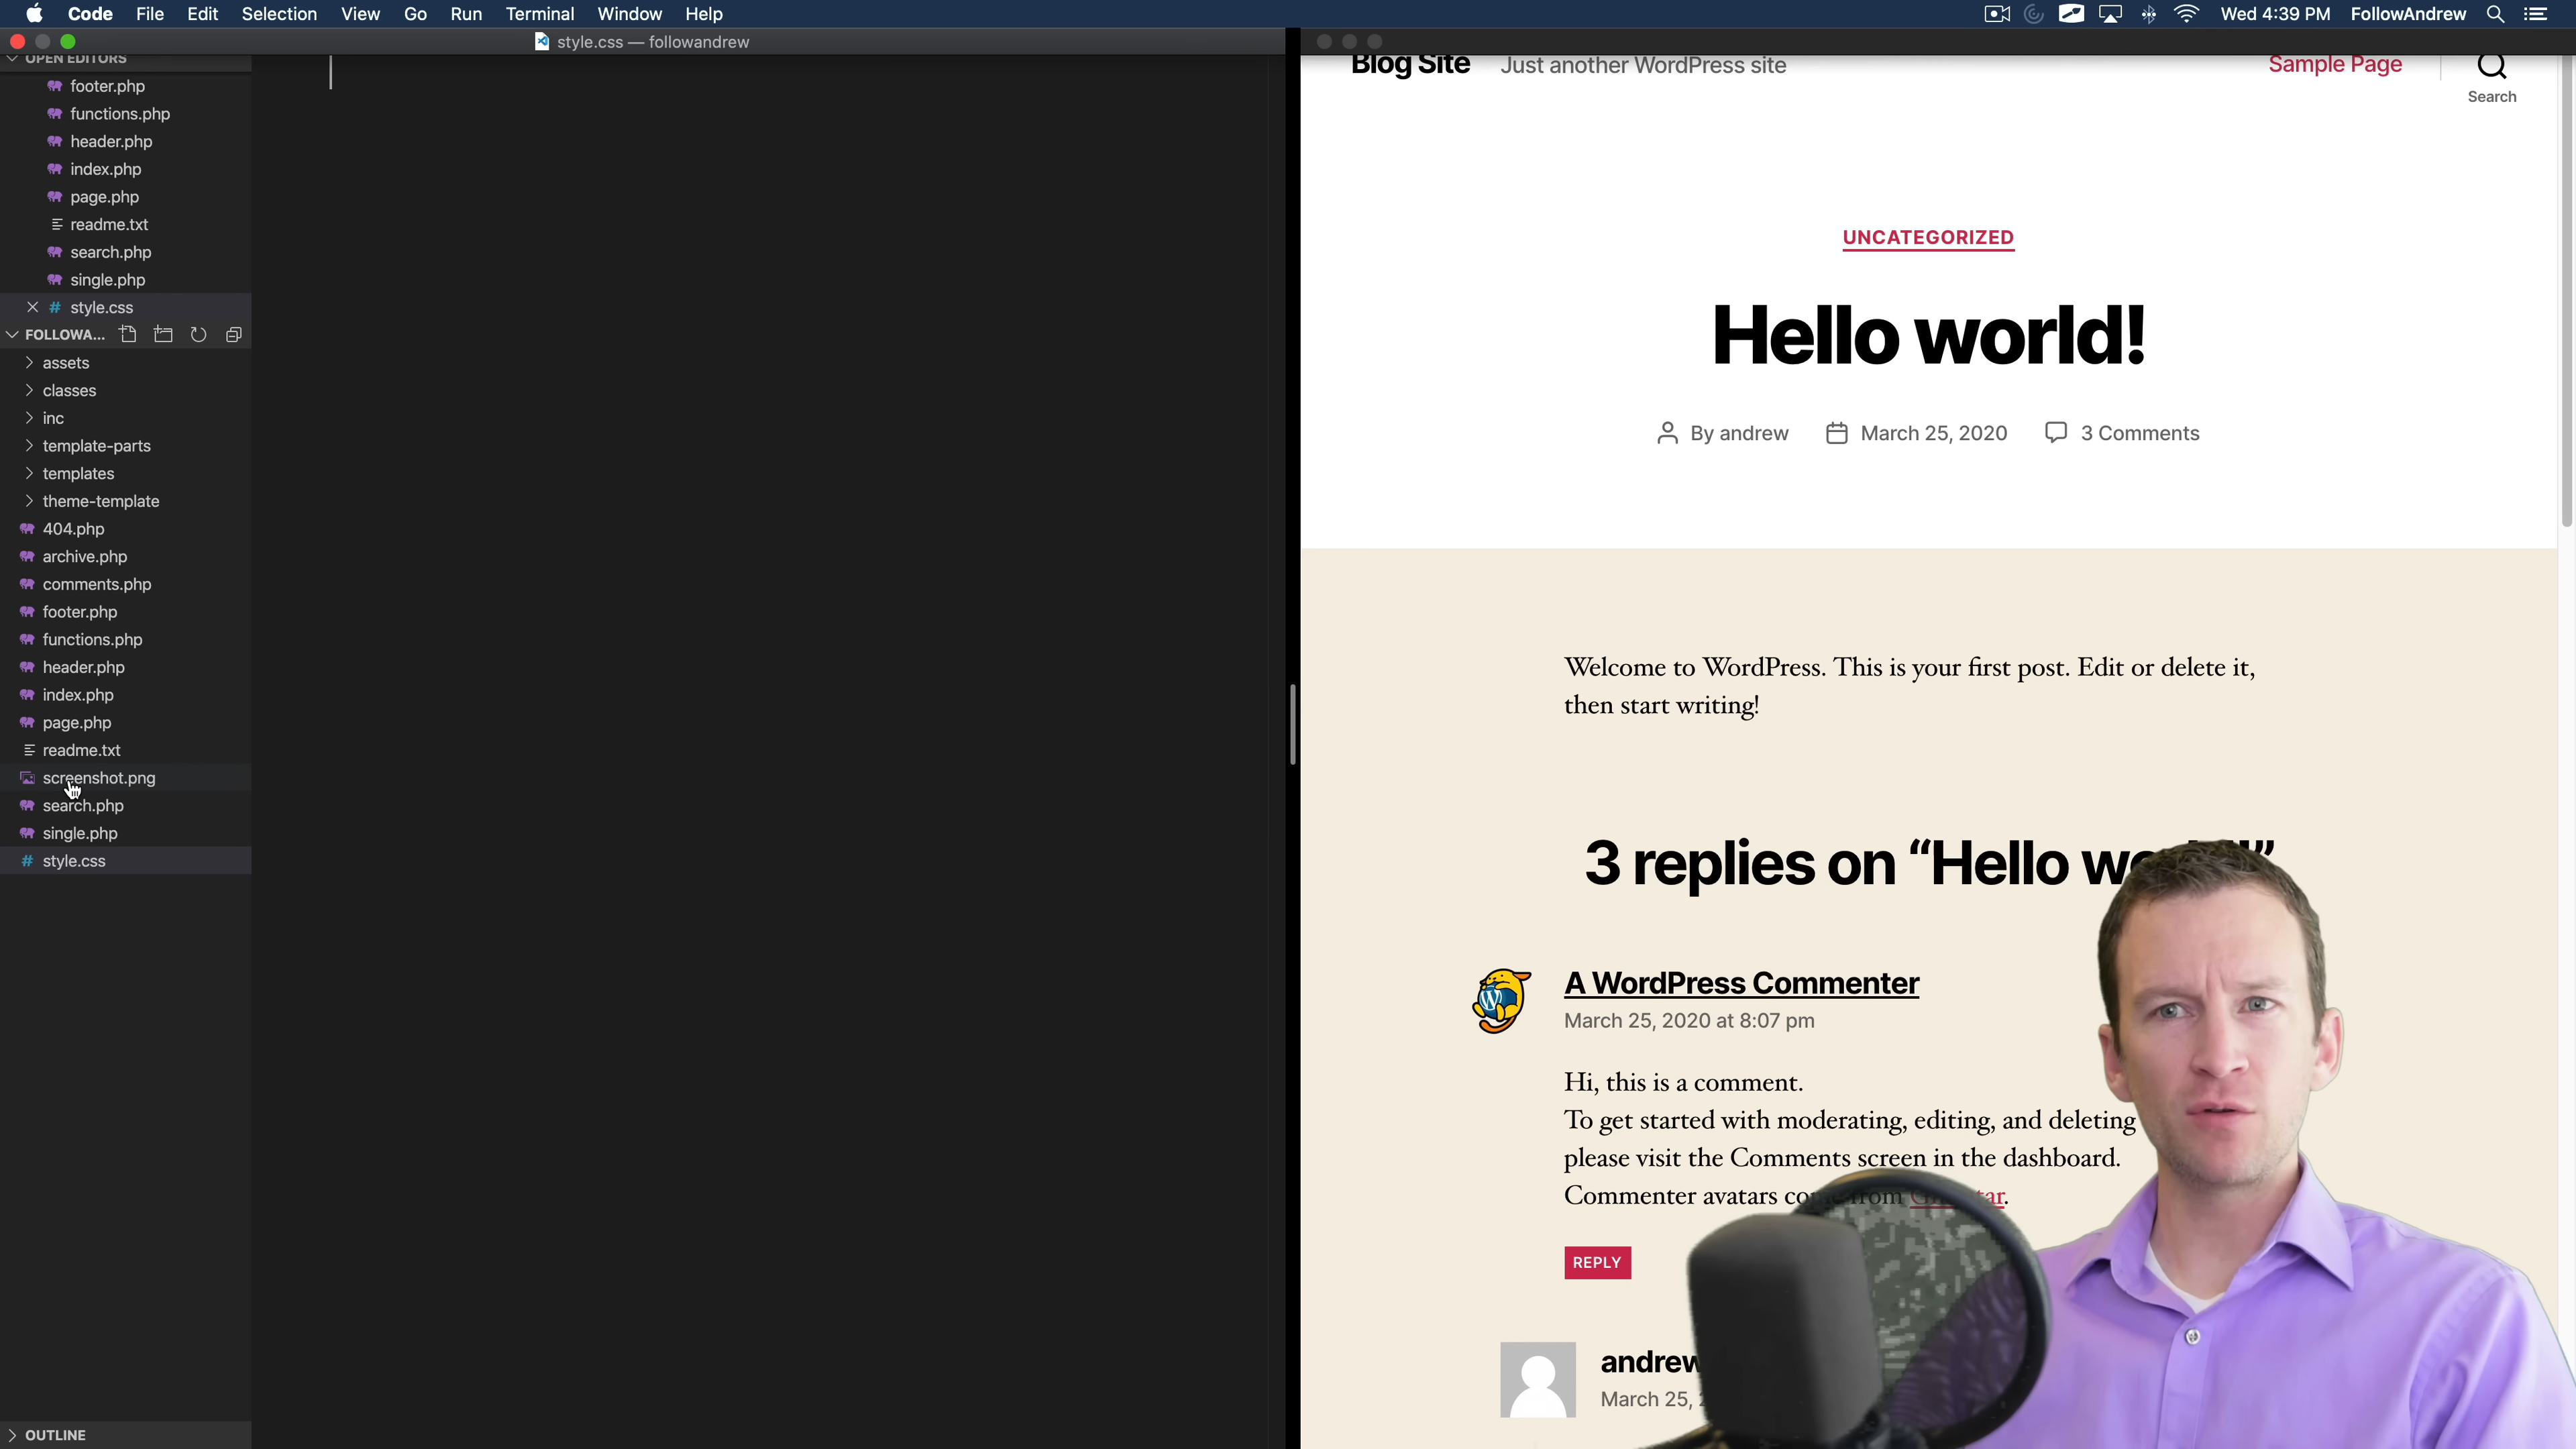 Code File Edit Selection View Go Run Terminal Window Help
Wed 4:39 PM FollowAndrew
style.css — followandrew
OPEN EDITORS
footer.php
functions.php
header.php
index.php
page.php
readme.txt
search.php
single.php
# style.css
FOLLOWA...
assets
classes
inc
template-parts
templates
theme-template
404.php
archive.php
comments.php
footer.php
functions.php
header.php
index.php
page.php
readme.txt
screenshot.png
search.php
single.php
# style.css
OUTLINE
Blog Site Just another WordPress site
Sample Page
Search
UNCATEGORIZED
Hello world!
By andrew March 25, 2020 3 Comments
Welcome to WordPress. This is your first post. Edit or delete it,
then start writing!
3 replies on “Hello
A WordPress Commenter
March 25, 2020 at 8:07 pm
Hi, this is a comment.
To get started with moderating, editing, and deleting
please visit the Comments screen in the dashboard.
Commenter avatars come from Gravatar.
REPLY
andrew
March 25,